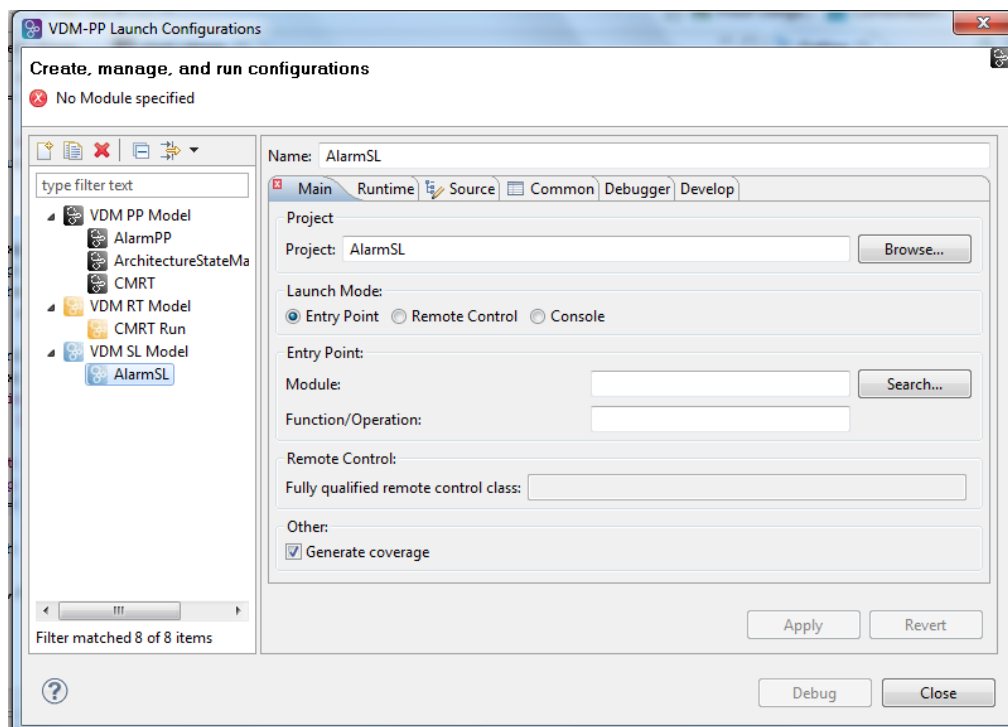 VDM-PP Launch Configurations
Create, manage, and run configurations
No Module specified
type filter text
VDM PP Model
AlarmPP
ArchitectureStateMa
CMRT
VDM RT Model
CMRT Run
VDM SL Model
AlarmSL
Filter matched 8 of 8 items
Name: AlarmSL
Main Runtime Source Common Debugger Develop
Project
Project: AlarmSL Browse...
Launch Mode:
Entry Point Remote Control Console
Entry Point:
Module: Search...
Function/Operation:
Remote Control:
Fully qualified remote control class:
Other:
Generate coverage
Apply Revert
Debug Close